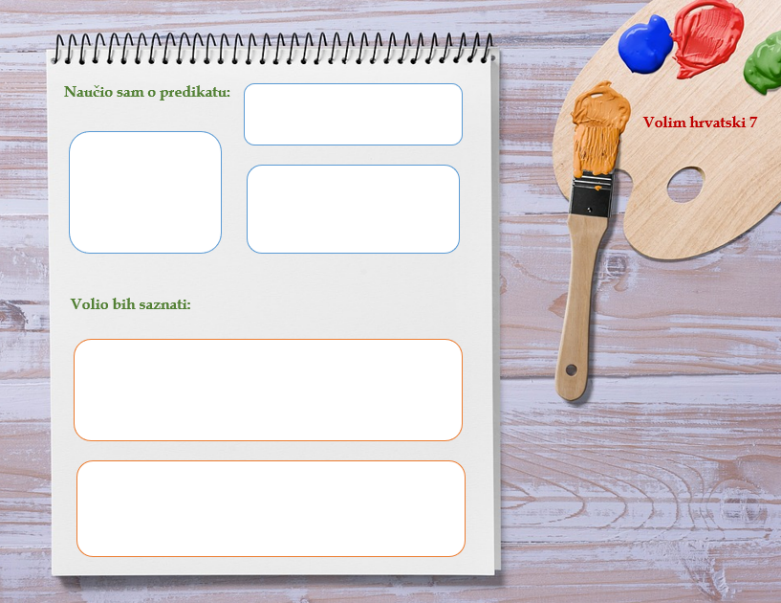 Naučio sam o predikatu:
Volim hrvatski 7
Volio bih saznati: